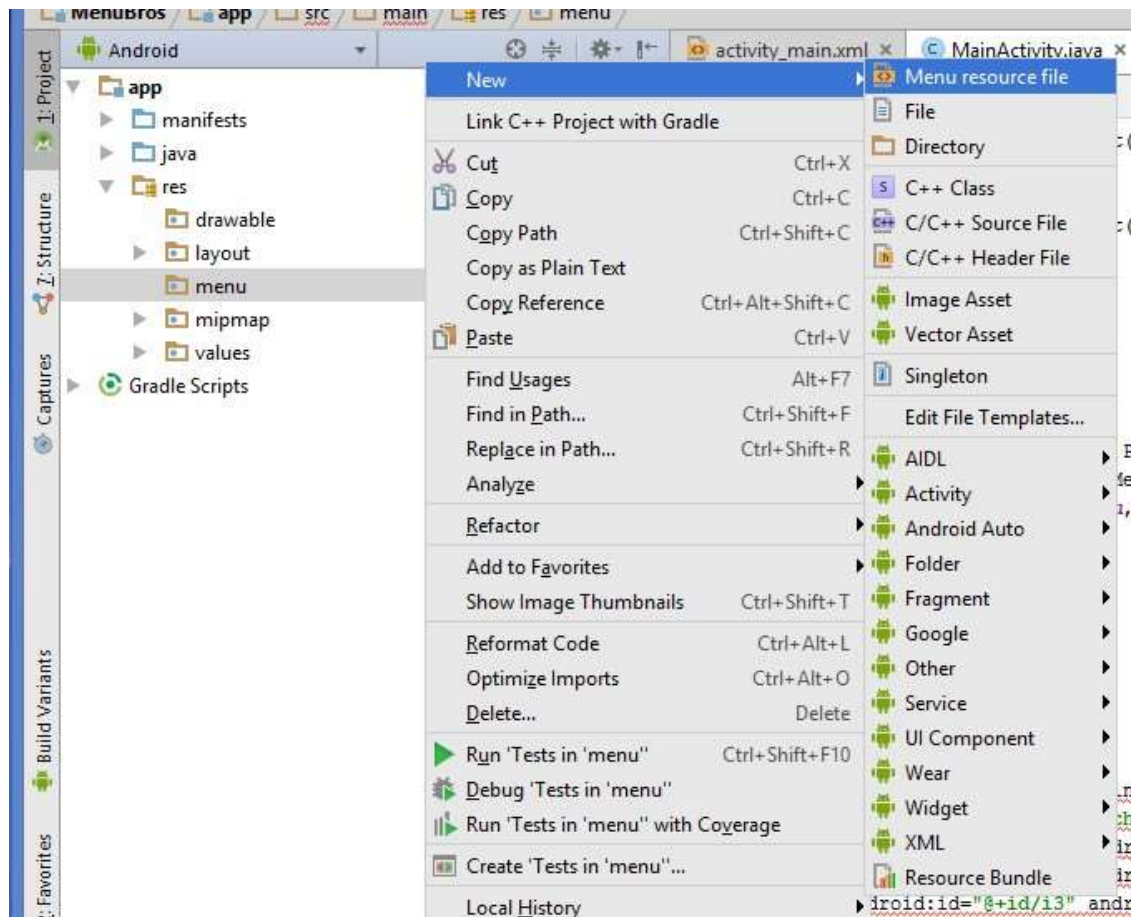 MenuBros app src main res menu
Android
activity_main.xml
MainActivity.java
1: Project
7: Structure
Captures
Build Variants
2: Favorites
app
manifests
java
res
drawable
layout
menu
mipmap
values
Gradle Scripts
New
Link C++ Project with Gradle
Cut Ctrl+X
Copy Ctrl+C
Copy Path Ctrl+Shift+C
Copy as Plain Text
Copy Reference Ctrl+Alt+Shift+C
Paste Ctrl+V
Find Usages Alt+F7
Find in Path... Ctrl+Shift+F
Replace in Path... Ctrl+Shift+R
Analyze
Refactor
Add to Favorites
Show Image Thumbnails Ctrl+Shift+T
Reformat Code Ctrl+Alt+L
Optimize Imports Ctrl+Alt+O
Delete... Delete
Run 'Tests in 'menu'' Ctrl+Shift+F10
Debug 'Tests in 'menu''
Run 'Tests in 'menu'' with Coverage
Create 'Tests in 'menu''...
Local History
Menu resource file
File
Directory
C++ Class
C/C++ Source File
C/C++ Header File
Image Asset
Vector Asset
Singleton
Edit File Templates...
AIDL
Activity
Android Auto
Folder
Fragment
Google
Other
Service
UI Component
Wear
Widget
XML
Resource Bundle
droid:id="@+id/i3" andr